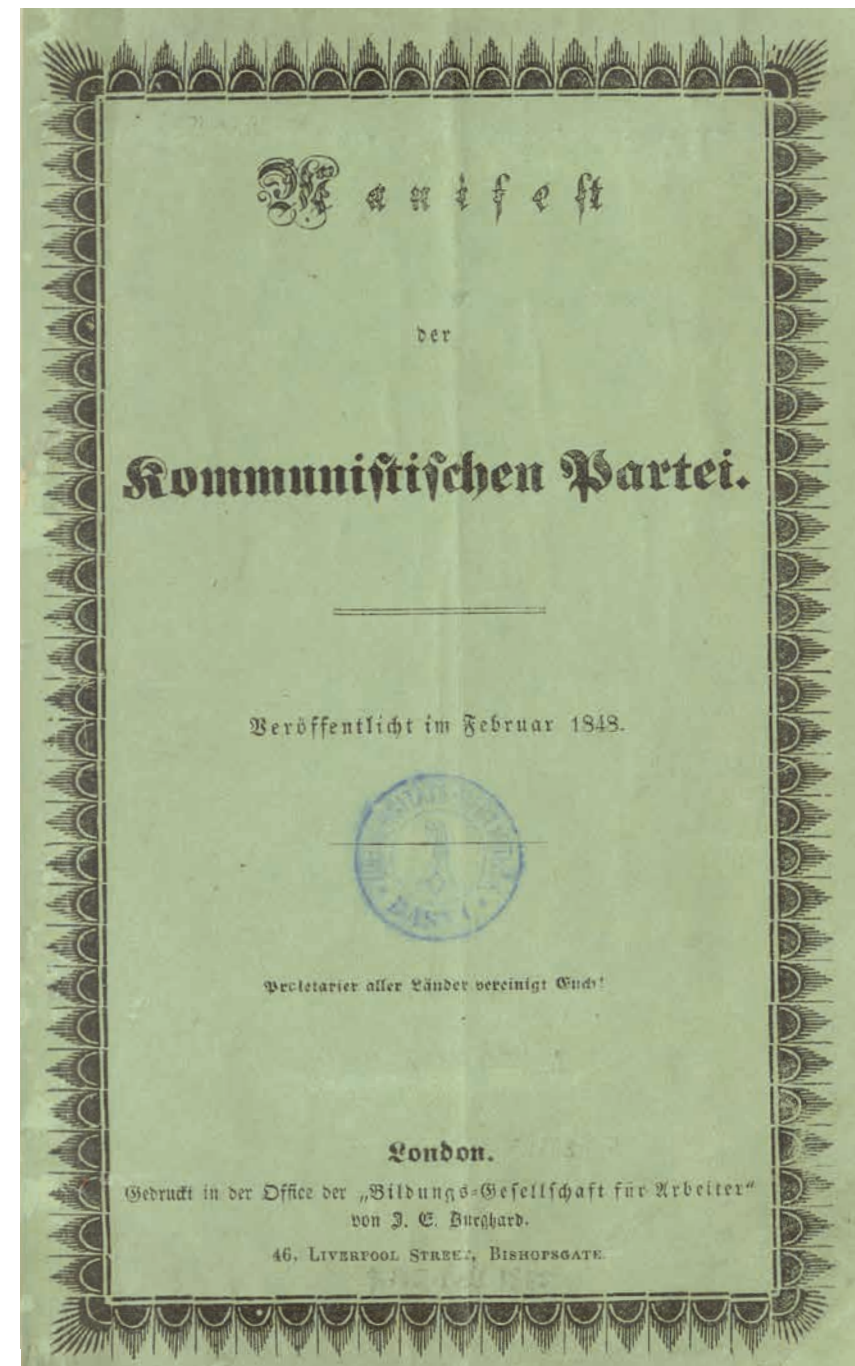 Manifest
der
Kommunistischen Partei.
Veröffentlicht im Februar 1848.
Proletarier aller Länder vereinigt Euch!
London.
Gedruckt in der Office der „Bildungs-Gesellschaft für Arbeiter“
von J. E. Burghard.
46, LIVERPOOL STREET, BISHOPSGATE.